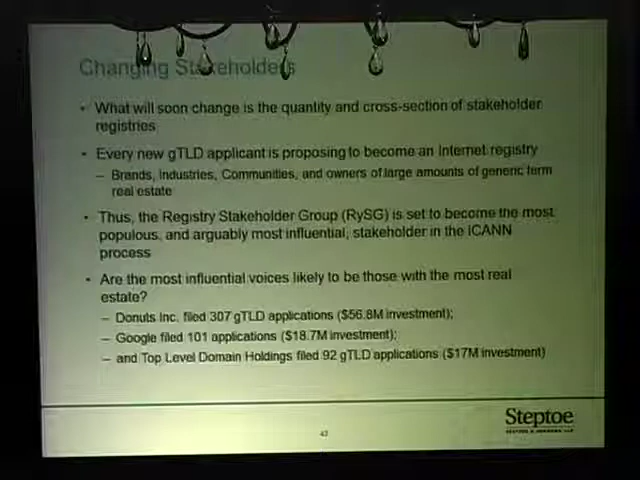 Changing Stakeholders
• What will soon change is the quantity and cross-section of stakeholder
registries
• Every new gTLD applicant is proposing to become an Internet registry
– Brands, Industries, Communities, and owners of large amounts of generic term
real estate
• Thus, the Registry Stakeholder Group (RySG) is set to become the most
populous, and arguably most influential, stakeholder in the ICANN
process
• Are the most influential voices likely to be those with the most real
estate?
– Donuts Inc. filed 307 gTLD applications ($56.8M investment);
– Google filed 101 applications ($18.7M investment);
– and Top Level Domain Holdings filed 92 gTLD applications ($17M investment)
Steptoe
STEPTOE & JOHNSON LLP